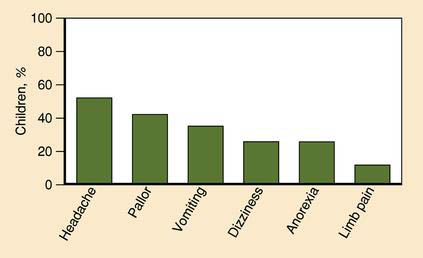 100
80
60
40
20
0
Children, %
Headache
Pallor
Vomiting
Dizziness
Anorexia
Limb pain